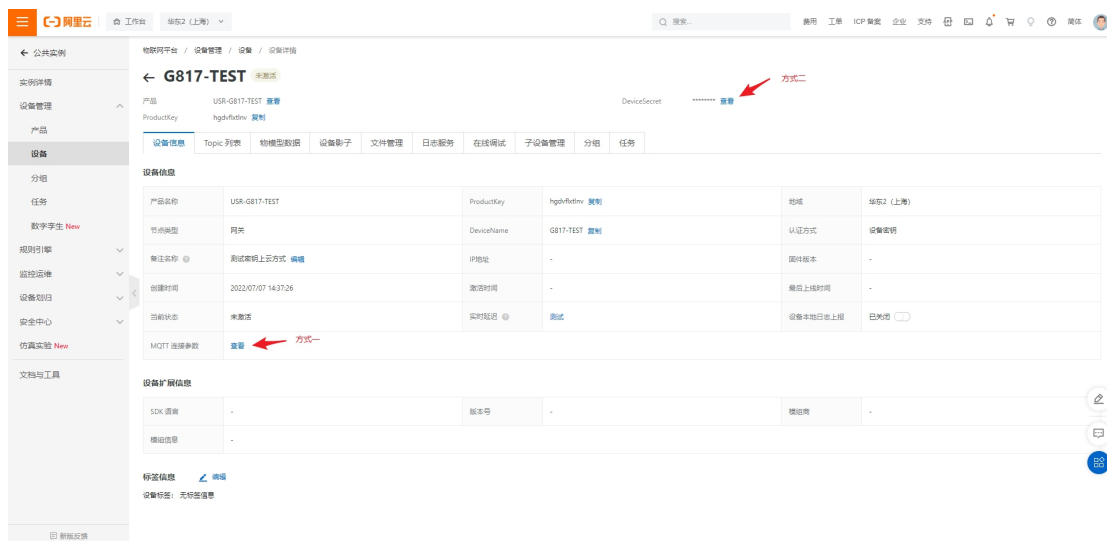 阿里云 工作台 华东2（上海） 搜索... 费用 工单 ICP 备案 企业 支持 简体
公共实例
实例详情
设备管理
产品
设备
分组
任务
数字孪生 New
规则引擎
监控运维
设备划归
安全中心
仿真实验 New
文档与工具
新版反馈
物联网平台 / 设备管理 / 设备 / 设备详情
G817-TEST 未激活
方式二
产品 USR-G817-TEST 查看 DeviceSecret ******** 查看
ProductKey hgdvflxtlnv 复制
设备信息 Topic 列表 物模型数据 设备影子 文件管理 日志服务 在线调试 子设备管理 分组 任务
设备信息
产品名称 USR-G817-TEST ProductKey hgdvflxtlnv 复制 地域 华东2（上海）
节点类型 网关 DeviceName G817-TEST 复制 认证方式 设备密钥
备注名称 测试密钥上云方式 编辑 IP地址 - 固件版本 -
创建时间 2022/07/07 14:37:26 激活时间 - 最后上线时间 -
当前状态 未激活 实时延迟 测试 设备本地日志上报 已关闭
MQTT 连接参数 查看 方式一
设备扩展信息
SDK 语言 - 版本号 - 模组商 -
模组信息 -
标签信息 编辑
设备标签： 无标签信息